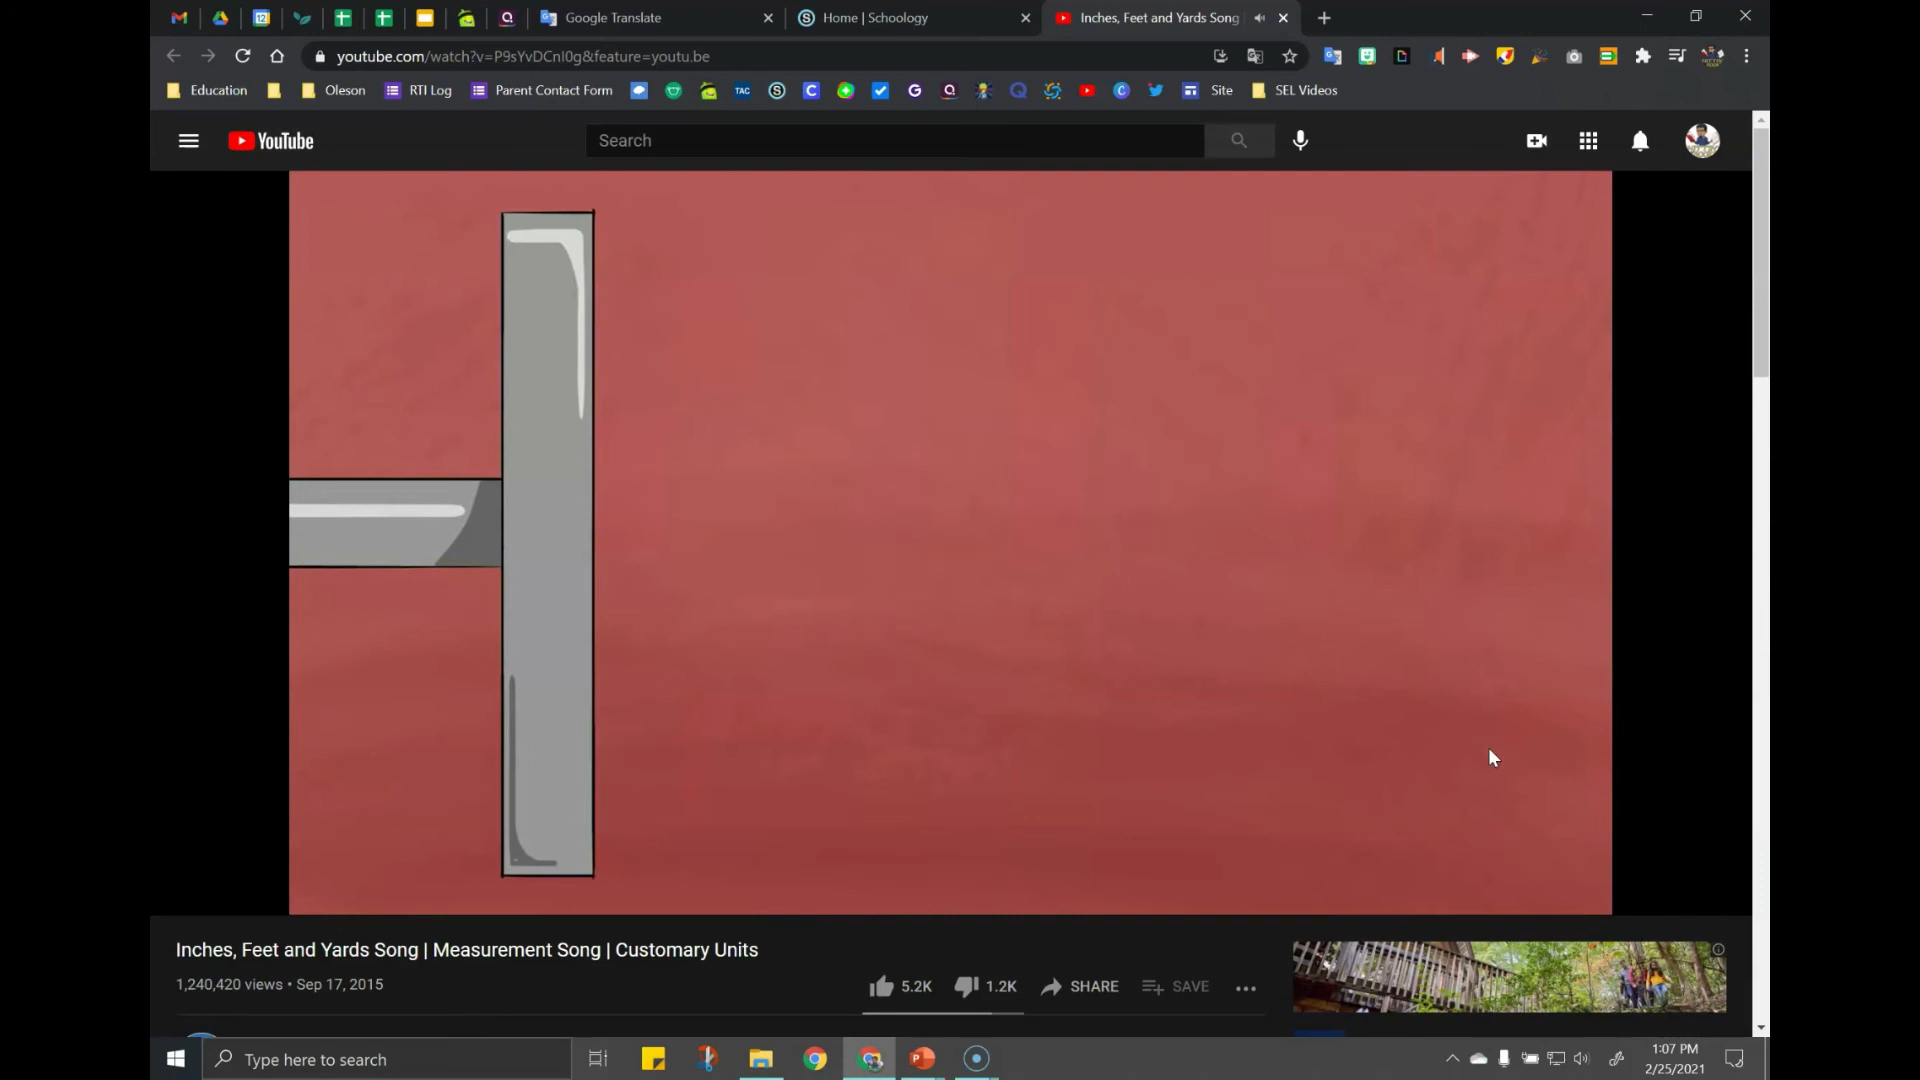 Google Translate
Home | Schoology
Inches, Feet and Yards Song
youtube.com/watch?v=P9sYvDCnI0g&feature=youtu.be
Education
Oleson
RTI Log
Parent Contact Form
TAC
Site
SEL Videos
YouTube
Search
Inches, Feet and Yards Song | Measurement Song | Customary Units
1,240,420 views • Sep 17, 2015
5.2K
1.2K
SHARE
SAVE
Type here to search
1:07 PM
2/25/2021